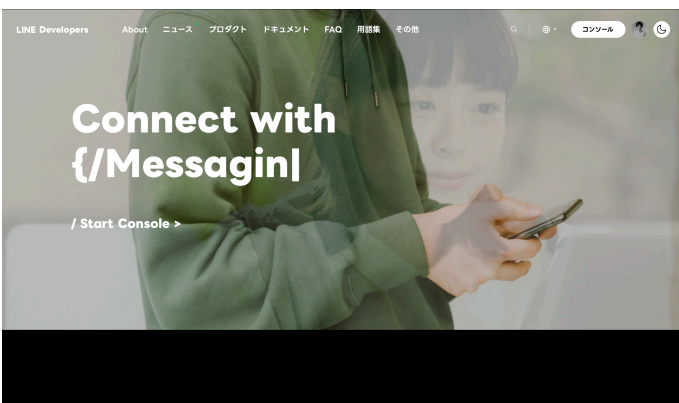 LINE Developers About ニュース プロダクト ドキュメント FAQ 用語集 その他 コンソール
Connect with
{/Messagin|
/ Start Console >